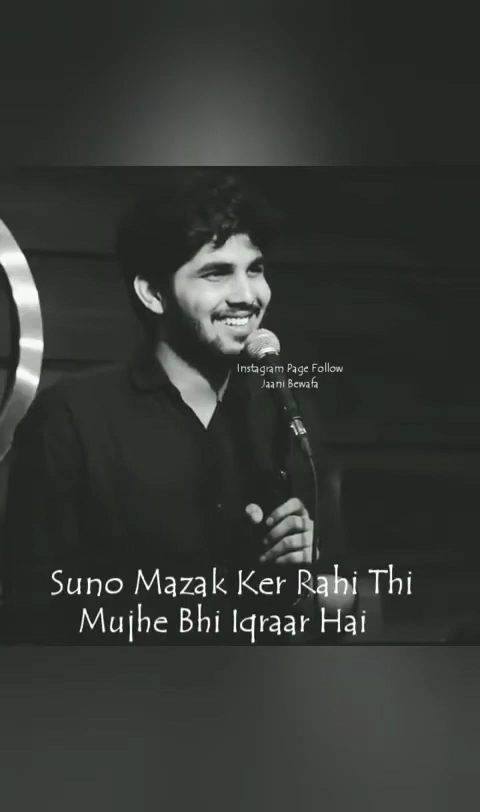 Instagram Page Follow
Jaani Bewafa
Suno Mazak Ker Rahi Thi
Mujhe Bhi Iqraar Hai